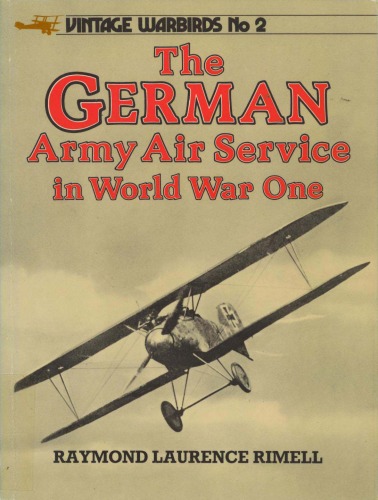 VINTAGE WARBIRDS No 2
The
GERMAN
Army Air Service
in World War One
RAYMOND LAURENCE RIMELL